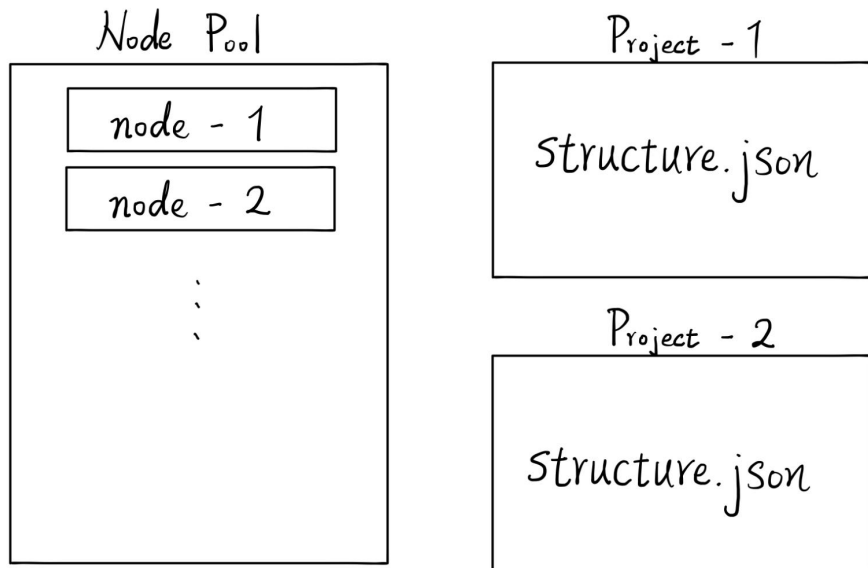 Node Pool
node - 1
node - 2
Project - 1
structure.json
Project - 2
structure.json